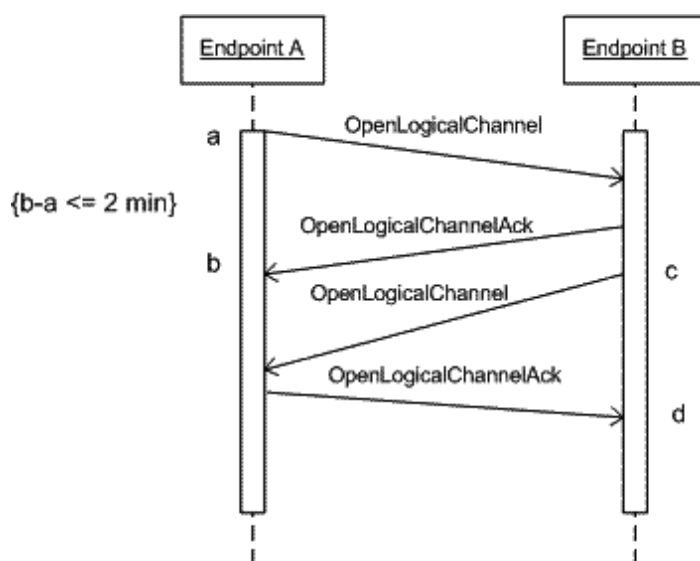 Endpoint A
Endpoint B
OpenLogicalChannel
a
{b-a <= 2 min}
OpenLogicalChannelAck
b
c
OpenLogicalChannel
OpenLogicalChannelAck
d